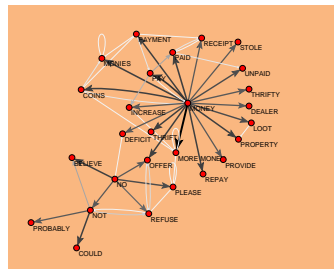 PAYMENT
RECEIPT
STOLE
MONIES
PAID
UNPAID
PAY
COINS
THRIFTY
MONEY
INCREASE
DEALER
LOOT
DEFICIT
THRIFT
PROPERTY
BELIEVE
OFFER
MORE MONEY
PROVIDE
REPAY
NO
PLEASE
NOT
REFUSE
PROBABLY
COULD